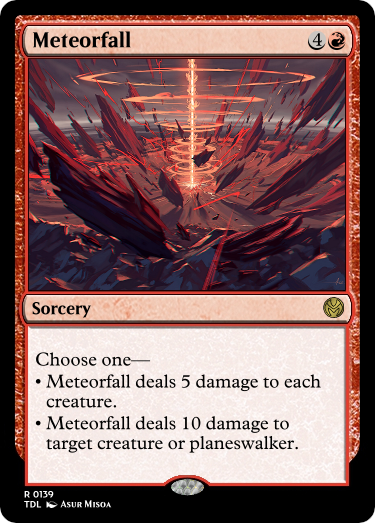 Meteorfall 4
Sorcery
Choose one—
• Meteorfall deals 5 damage to each
creature.
• Meteorfall deals 10 damage to
target creature or planeswalker.
R 0139
TDL Asur Misoa